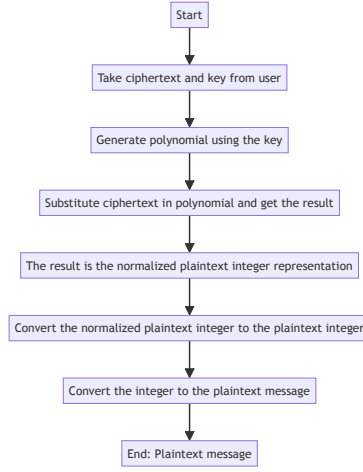 Start
Take ciphertext and key from user
Generate polynomial using the key
Substitute ciphertext in polynomial and get the result
The result is the normalized plaintext integer representation
Convert the normalized plaintext integer to the plaintext integer
Convert the integer to the plaintext message
End: Plaintext message